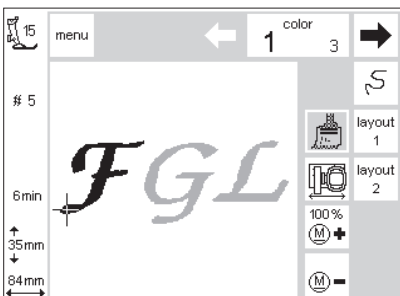 15
menu
color
1 3
# 5
layout
1
FGL
layout
2
6min
100%
M +
35mm
84mm
M -